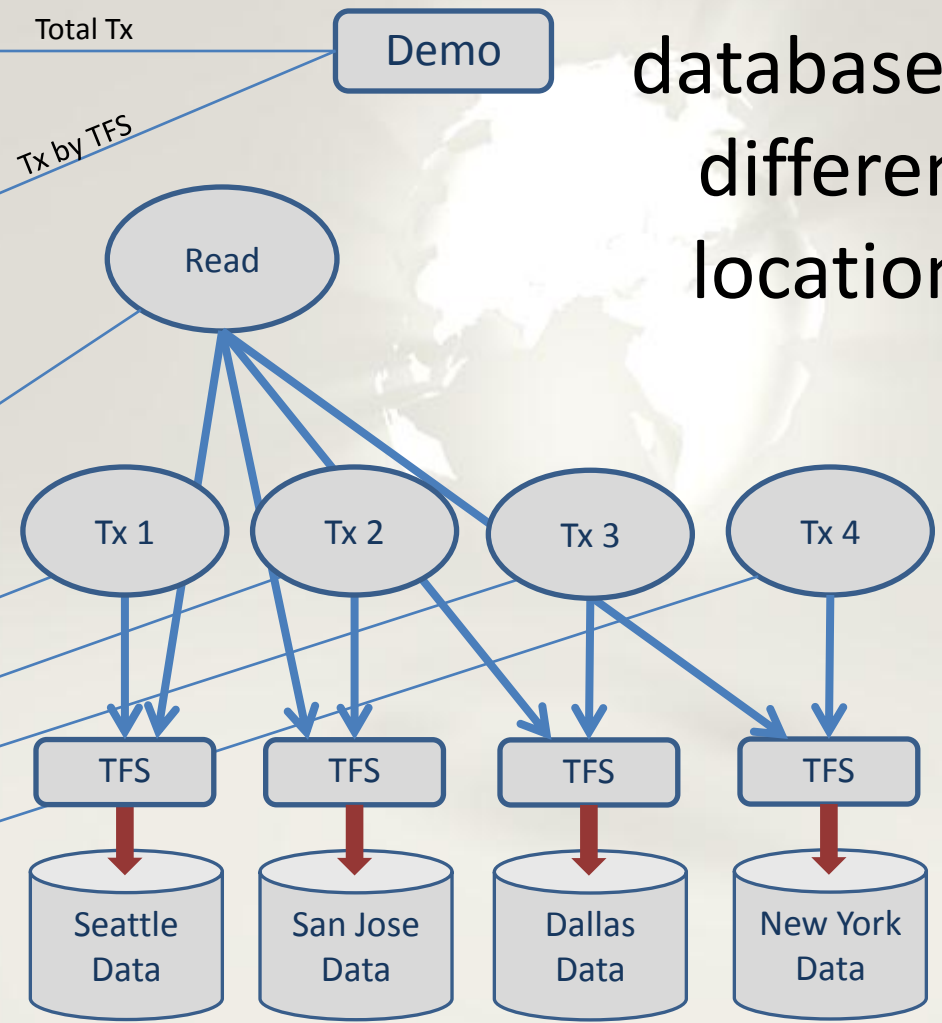 Total Tx
Demo
Tx by TFS
database
differen
location
Read
Tx 1
Tx 2
Tx 3
Tx 4
TFS
TFS
TFS
TFS
Seattle
Data
San Jose
Data
Dallas
Data
New York
Data